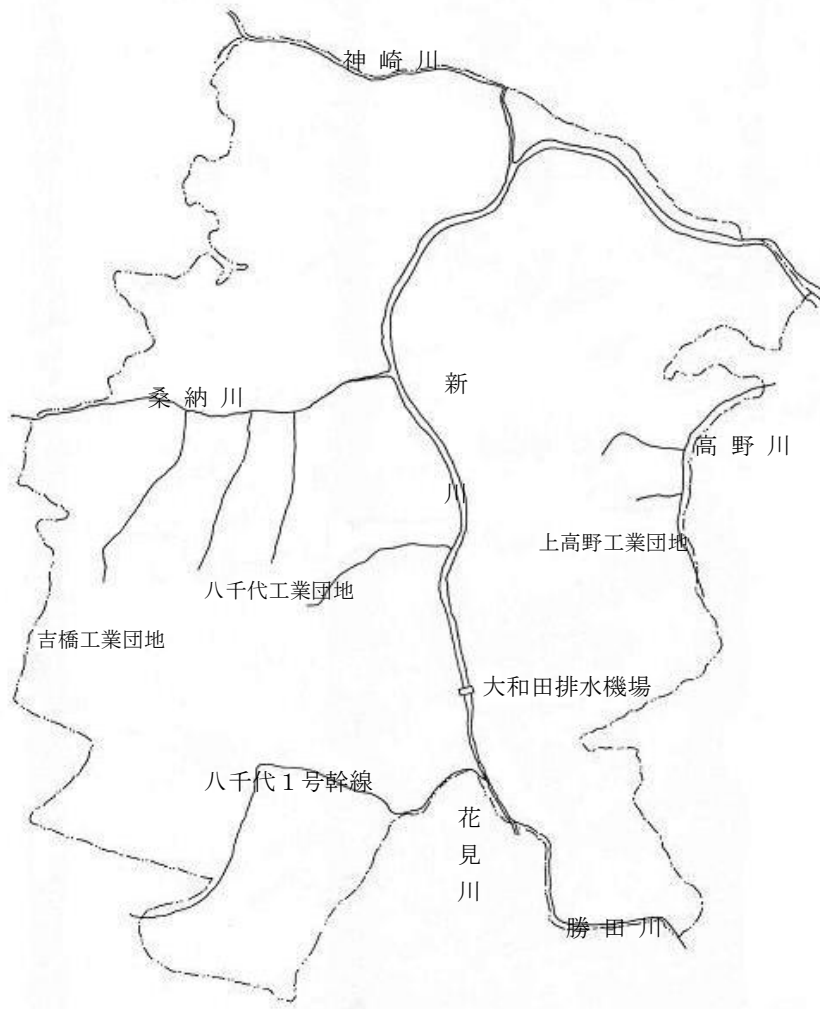 神崎川
新川
桑納川
高野川
上高野工業団地
八千代工業団地
吉橋工業団地
大和田排水機場
八千代１号幹線
花見川
勝田川